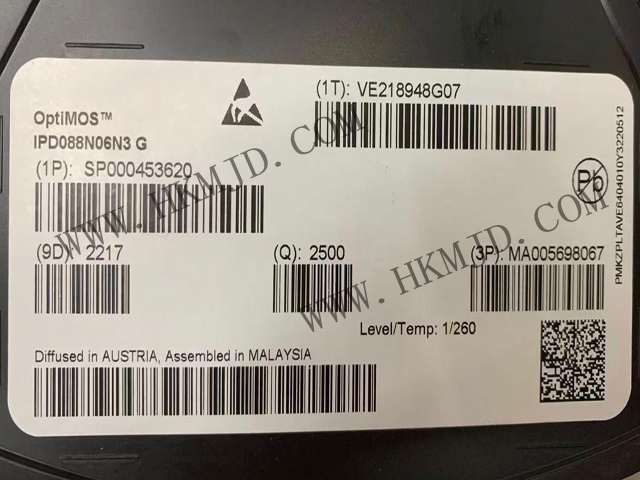 OptiMOS™
IPD088N06N3 G
(1P): SP000453620
(1T): VE218948G07
Pb
(9D): 2217
(Q): 2500
(3P): MA005698067
Level/Temp: 1/260
Diffused in AUSTRIA, Assembled in MALAYSIA
PMKZPLTAVE6404010Y3220512
WWW.HKMJD.COM
WWW.HKMJD.COM